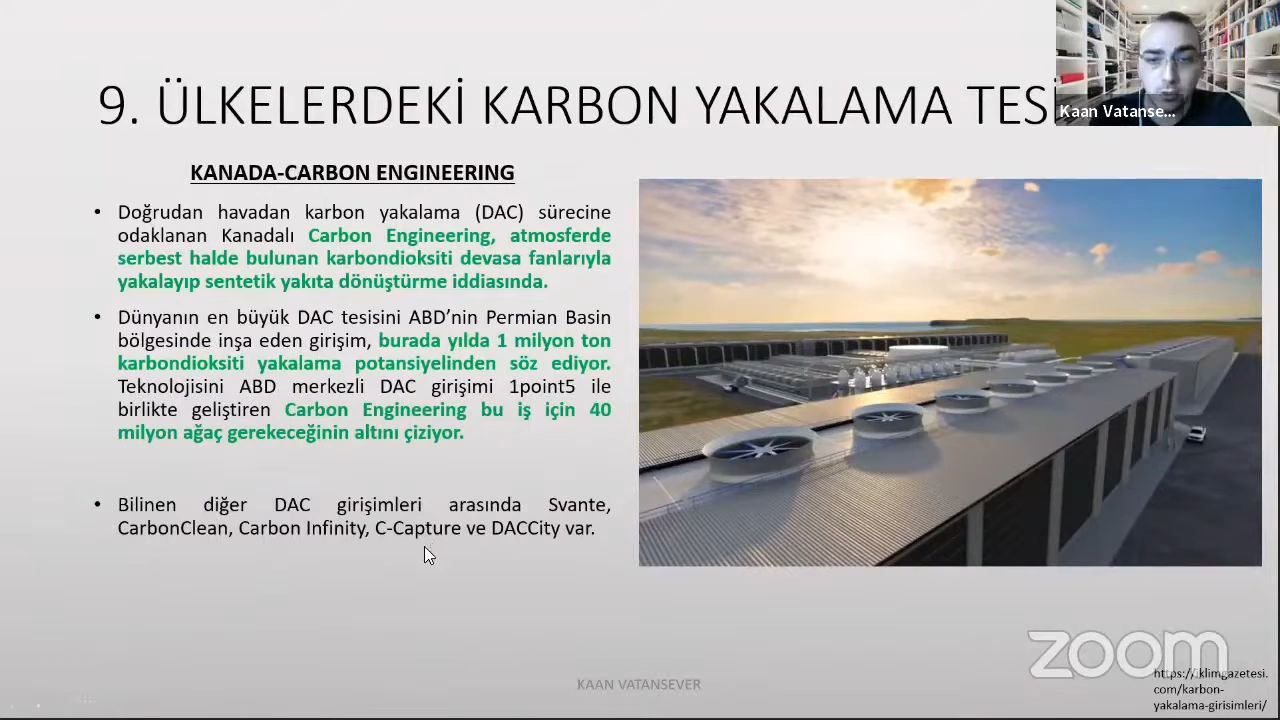 9. ÜLKELERDEKİ KARBON YAKALAMA TESİ
Kaan Vatanse...
KANADA-CARBON ENGINEERING
• Doğrudan havadan karbon yakalama (DAC) sürecine
odaklanan Kanadalı Carbon Engineering, atmosferde
serbest halde bulunan karbondioksiti devasa fanlarıyla
yakalayıp sentetik yakıta dönüştürme iddiasında.
• Dünyanın en büyük DAC tesisini ABD’nin Permian Basin
bölgesinde inşa eden girişim, burada yılda 1 milyon ton
karbondioksiti yakalama potansiyelinden söz ediyor.
Teknolojisini ABD merkezli DAC girişimi 1point5 ile
birlikte geliştiren Carbon Engineering bu iş için 40
milyon ağaç gerekeceğinin altını çiziyor.
• Bilinen diğer DAC girişimleri arasında Svante,
CarbonClean, Carbon Infinity, C-Capture ve DACCity var.
zoom
https://iklimgazetesi.
com/karbon-
yakalama-girisimleri/
KAAN VATANSEVER